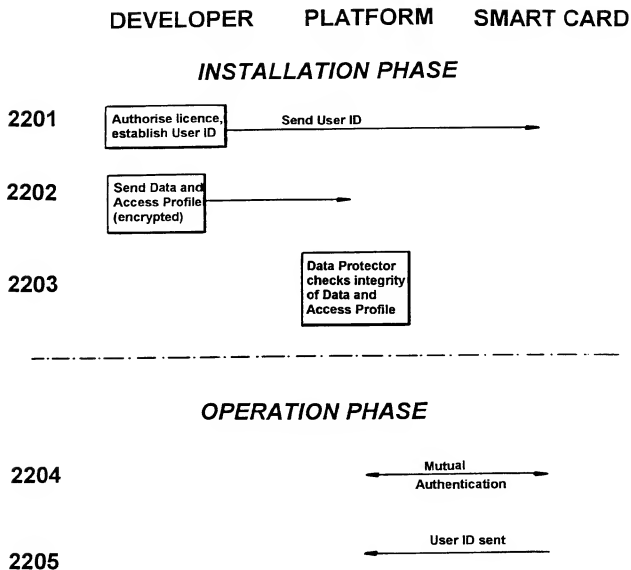 DEVELOPER PLATFORM SMART CARD
INSTALLATION PHASE
2201
Authorise licence,
establish User ID
Send User ID
2202
Send Data and
Access Profile
(encrypted)
2203
Data Protector
checks integrity
of Data and
Access Profile
OPERATION PHASE
2204
Mutual
Authentication
2205
User ID sent